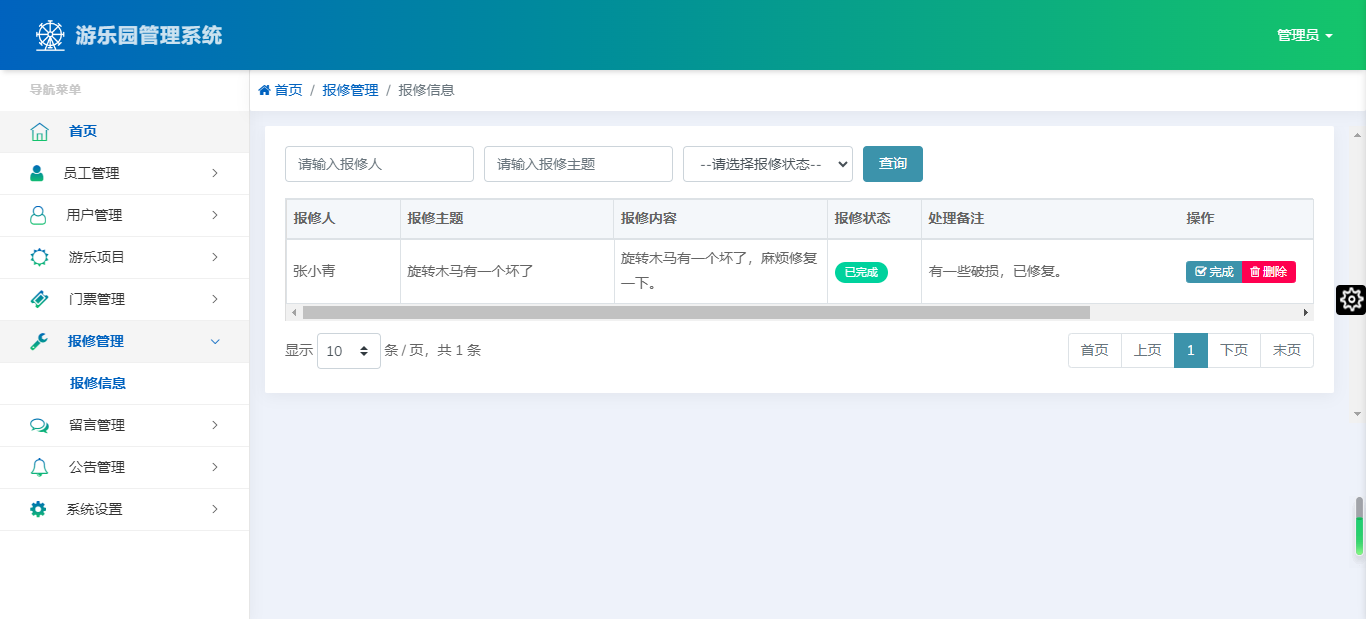 游乐园管理系统
管理员
导航菜单
首页 / 报修管理 / 报修信息
首页
员工管理
用户管理
游乐项目
门票管理
报修管理
报修信息
留言管理
公告管理
系统设置
请输入报修人 请输入报修主题 --请选择报修状态-- 查询
报修人 报修主题 报修内容 报修状态 处理备注 操作
张小青 旋转木马有一个坏了 旋转木马有一个坏了，麻烦修复
一下。 已完成 有一些破损，已修复。 完成 删除
显示 10 条 / 页，共 1 条
首页 上页 1 下页 末页